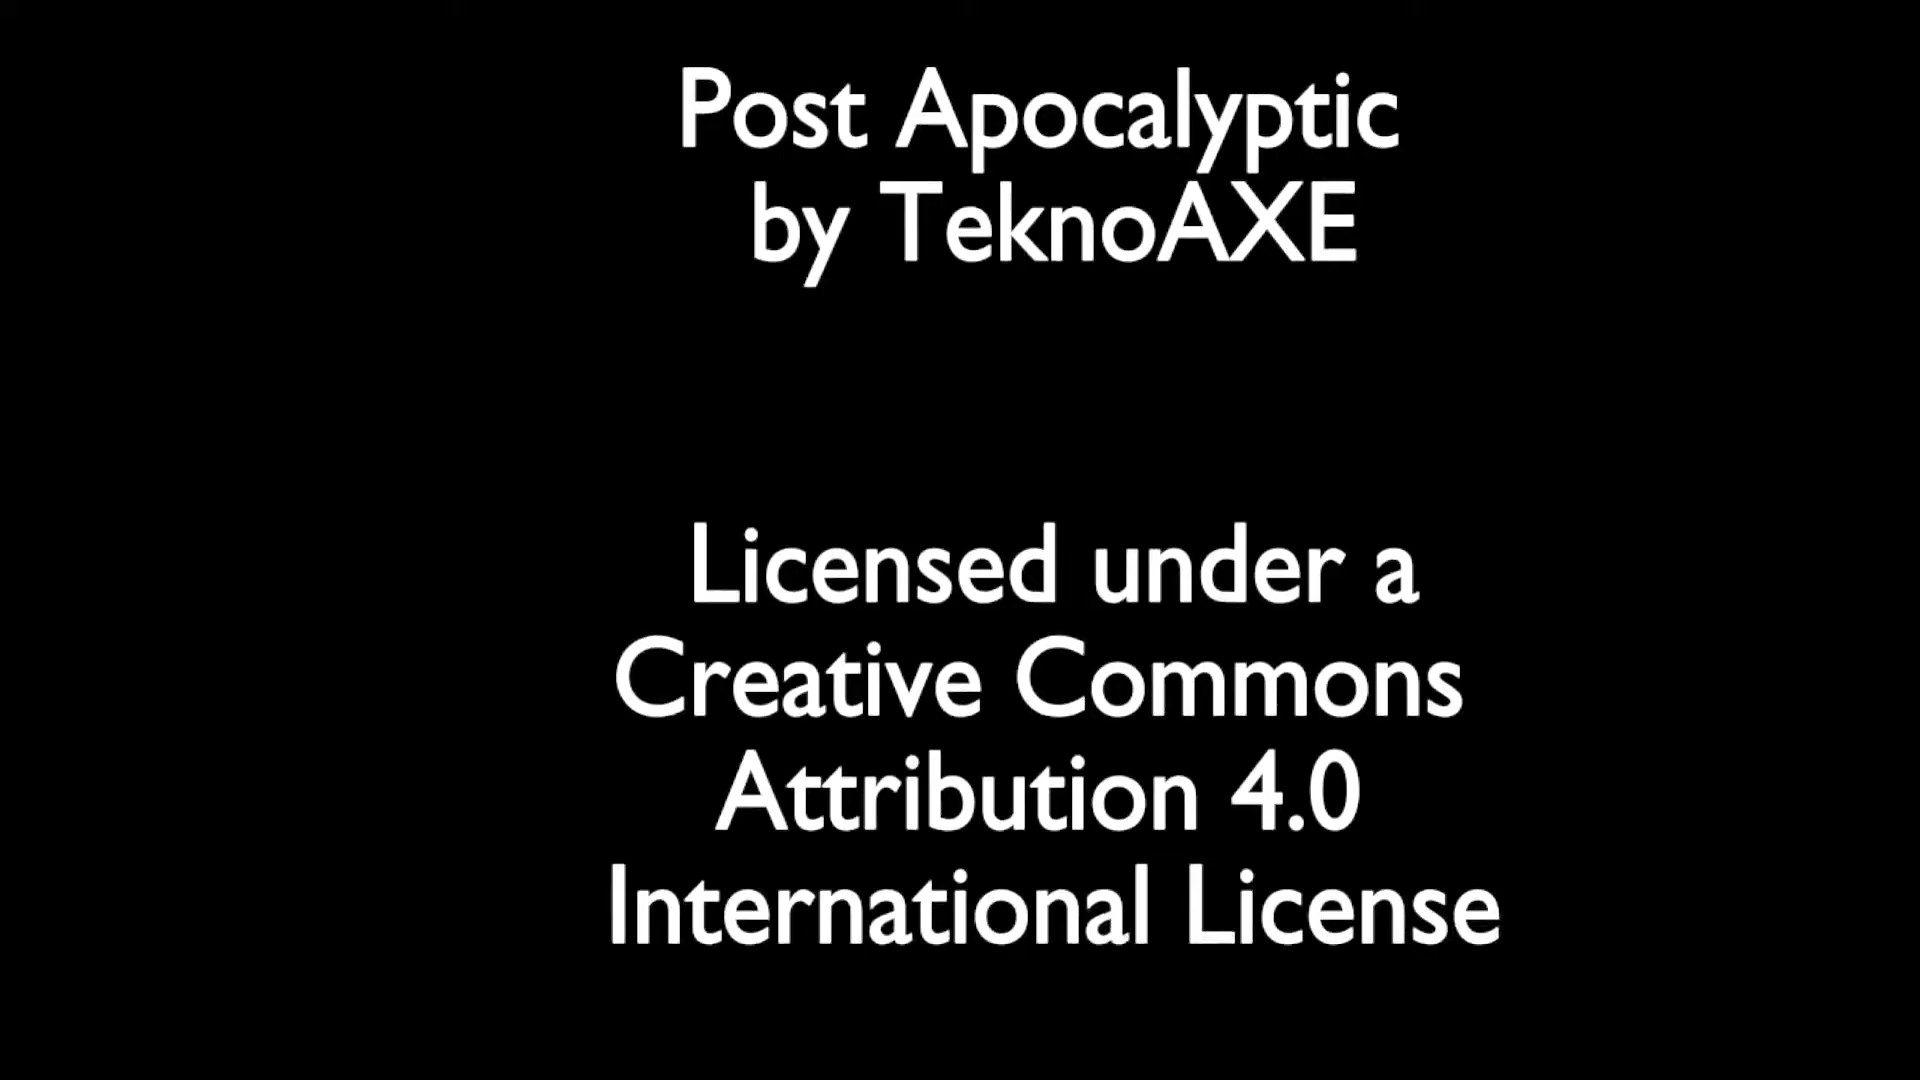 Post Apocalyptic
by TeknoAXE
Licensed under a
Creative Commons
Attribution 4.0
International License